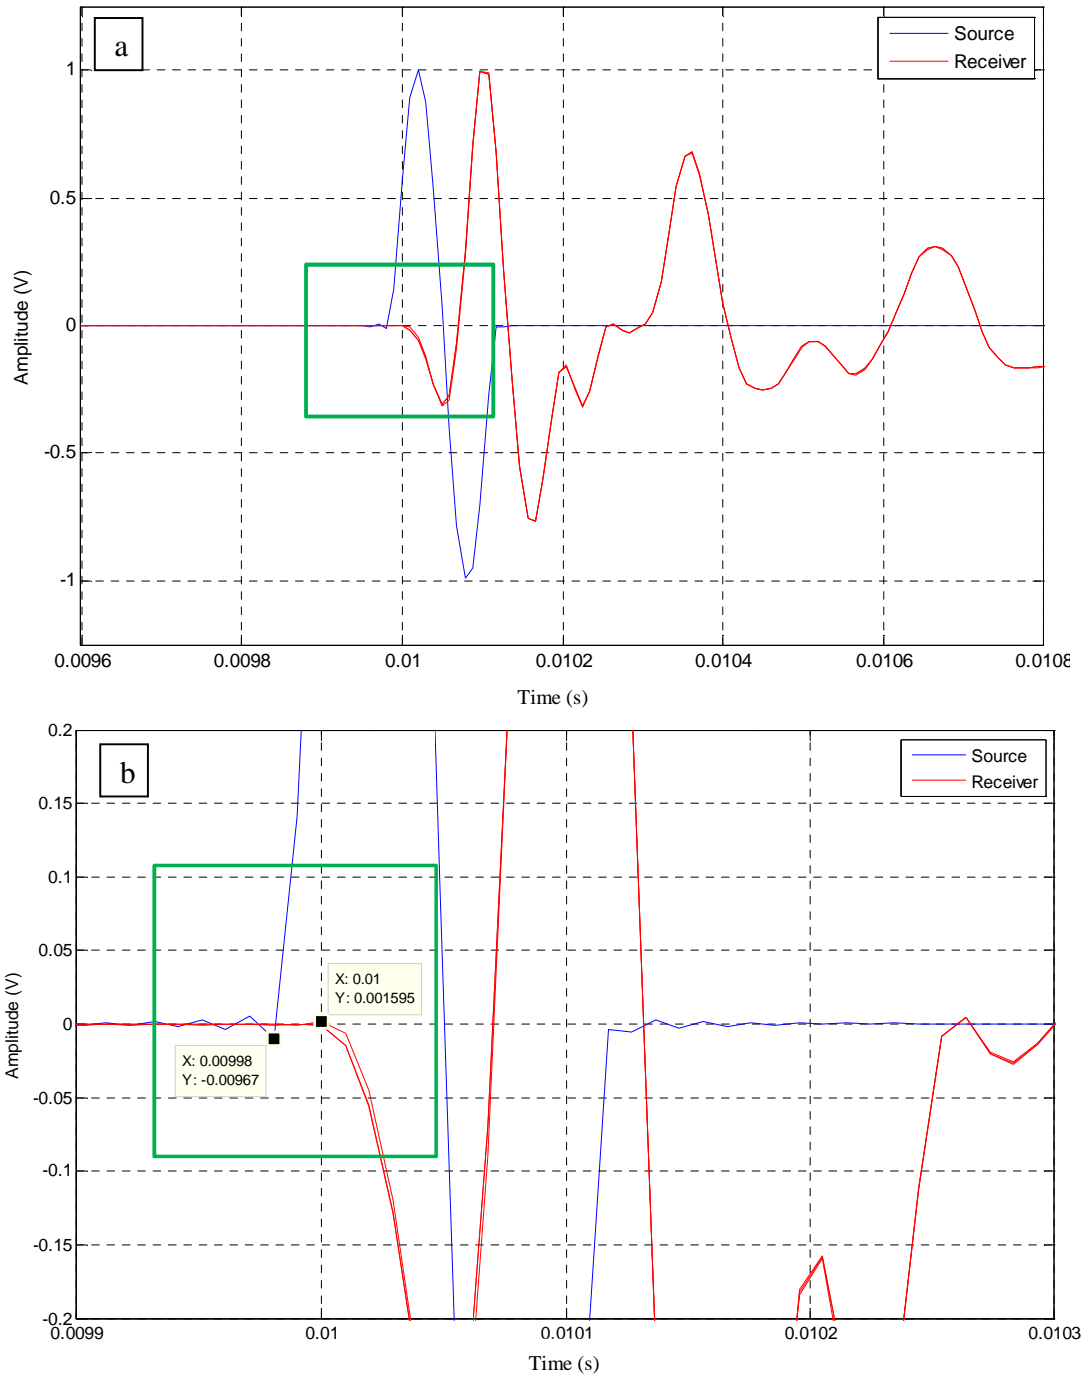 a
Source
Receiver
1
0.5
0
-0.5
-1
Amplitude (V)
0.0096 0.0098 0.01 0.0102 0.0104 0.0106 0.0108
Time (s)
b
Source
Receiver
0.2
0.15
0.1
0.05
0
-0.05
-0.1
-0.15
-0.2
Amplitude (V)
X: 0.01
Y: 0.001595
X: 0.00998
Y: -0.00967
0.0099 0.01 0.0101 0.0102 0.0103
Time (s)